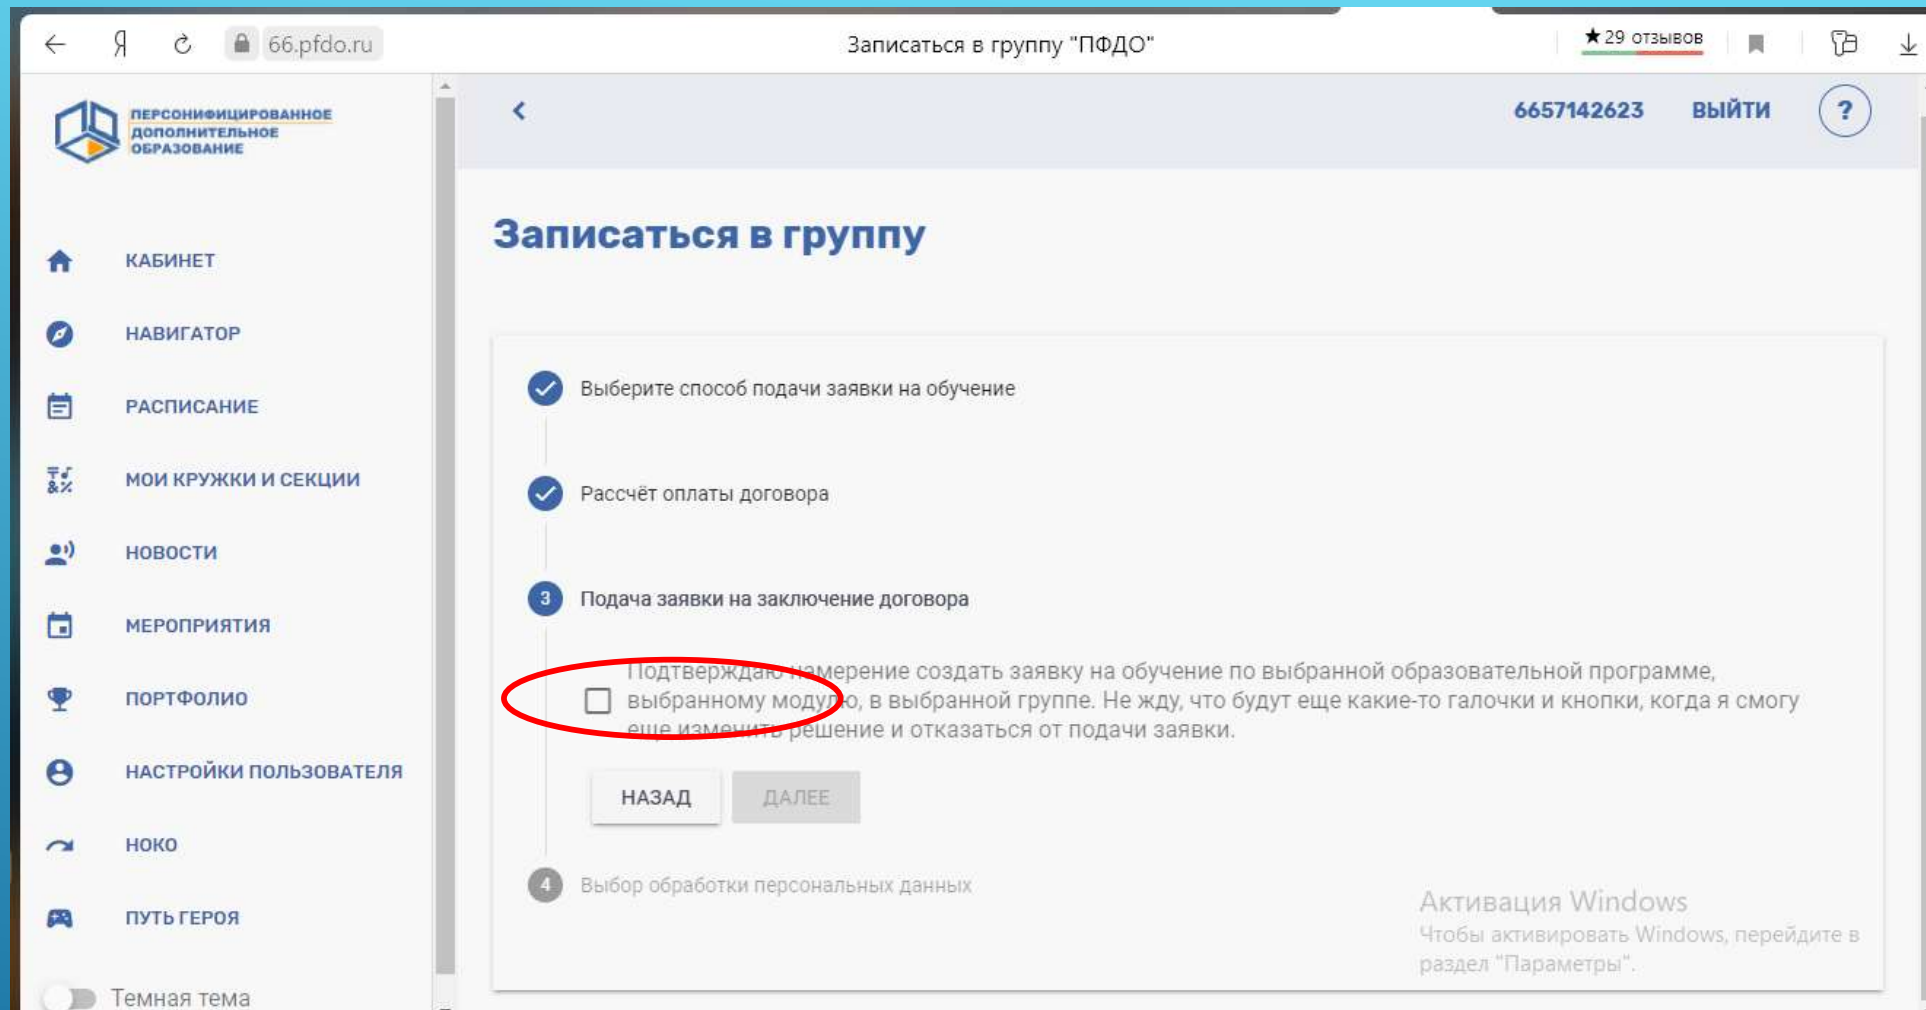 Я
66.pfdo.ru
Записаться в группу "ПФДО"
★29 отзывов
ПЕРСОНИФИЦИРОВАННОЕ
ДОПОЛНИТЕЛЬНОЕ
ОБРАЗОВАНИЕ
6657142623 ВЫЙТИ ?
КАБИНЕТ
НАВИГАТОР
РАСПИСАНИЕ
МОИ КРУЖКИ И СЕКЦИИ
НОВОСТИ
МЕРОПРИЯТИЯ
ПОРТФОЛИО
НАСТРОЙКИ ПОЛЬЗОВАТЕЛЯ
НОКО
ПУТЬ ГЕРОЯ
Темная тема
Записаться в группу
Выберите способ подачи заявки на обучение
Рассчёт оплаты договора
3 Подача заявки на заключение договора
Подтверждаю намерение создать заявку на обучение по выбранной образовательной программе,
выбранному модулю, в выбранной группе. Не жду, что будут еще какие-то галочки и кнопки, когда я смогу
еще изменить решение и отказаться от подачи заявки.
НАЗАД ДАЛЕЕ
4 Выбор обработки персональных данных
Активация Windows
Чтобы активировать Windows, перейдите в
раздел "Параметры".